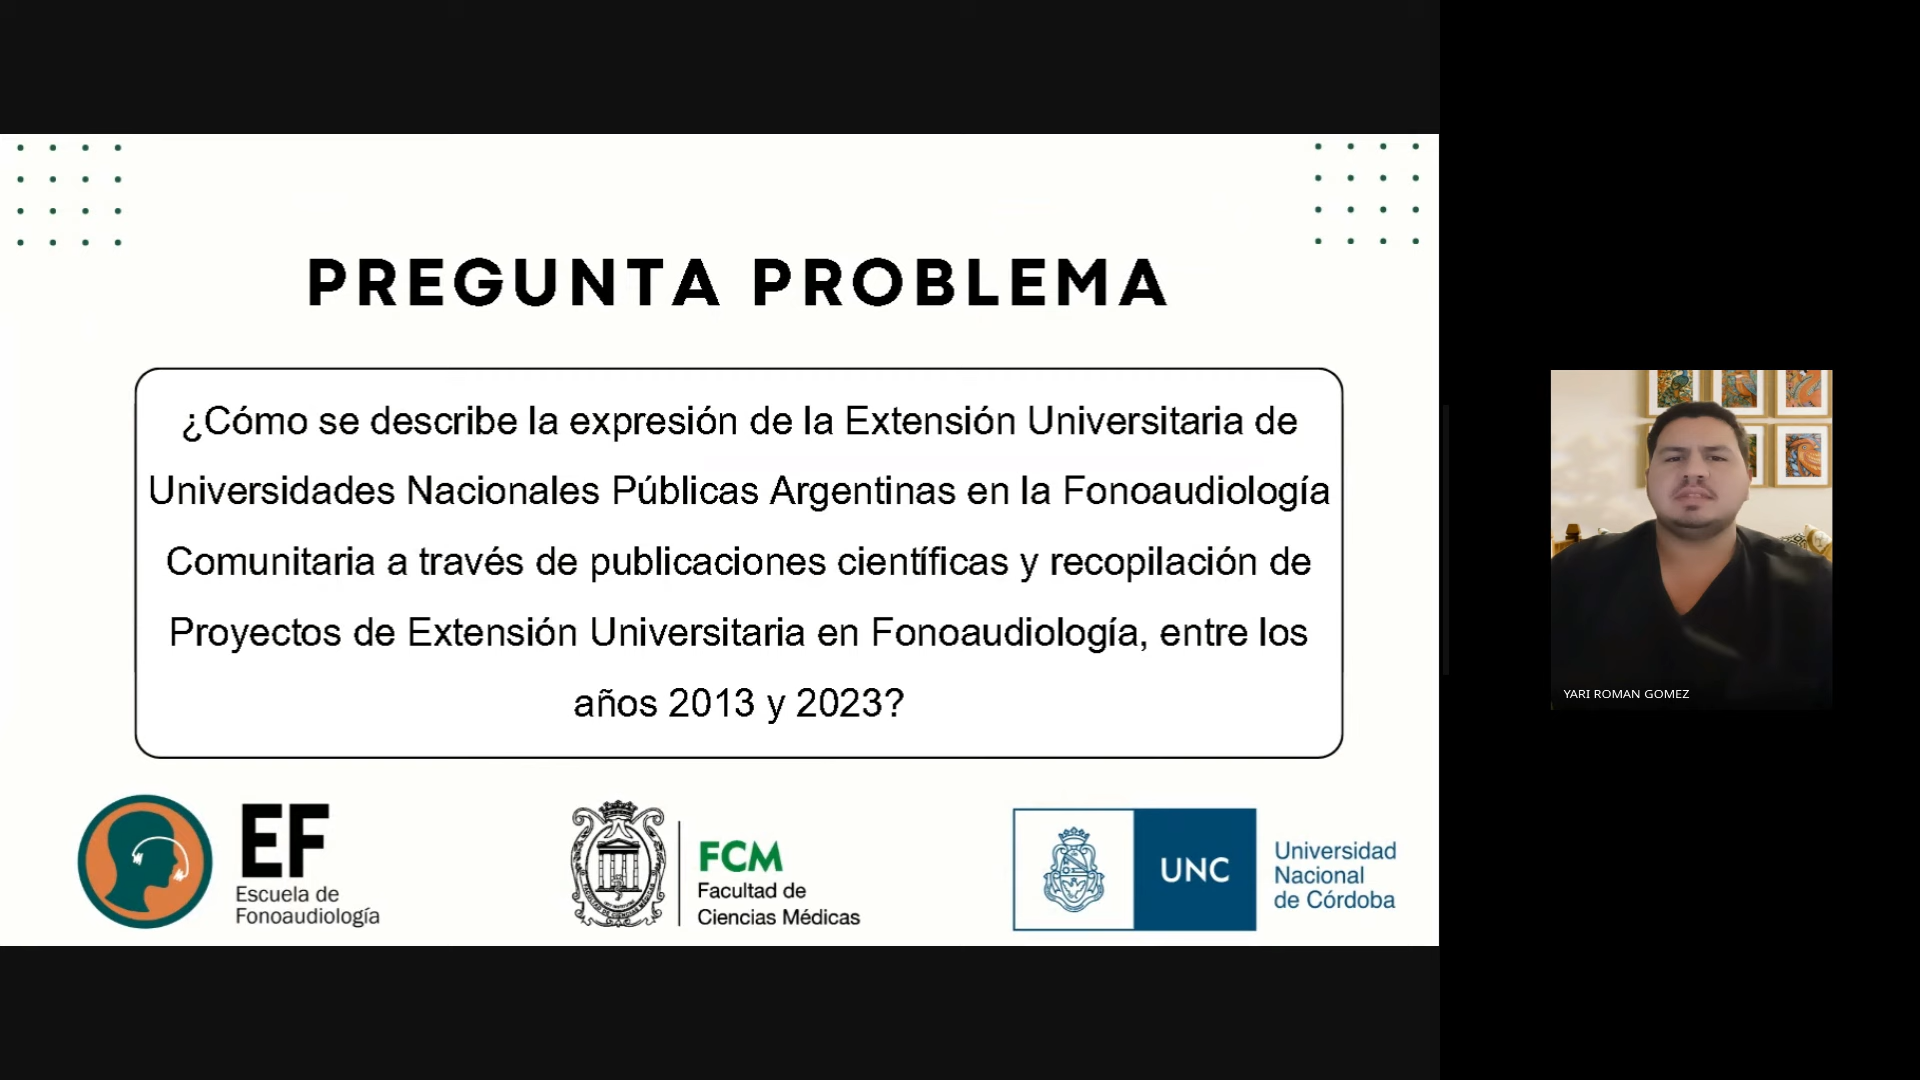 PREGUNTA PROBLEMA
¿Cómo se describe la expresión de la Extensión Universitaria de
Universidades Nacionales Públicas Argentinas en la Fonoaudiología
Comunitaria a través de publicaciones científicas y recopilación de
Proyectos de Extensión Universitaria en Fonoaudiología, entre los
años 2013 y 2023?
EF
Escuela de
Fonoaudiología
FCM
Facultad de
Ciencias Médicas
UNC
Universidad
Nacional
de Córdoba
YARI ROMAN GOMEZ